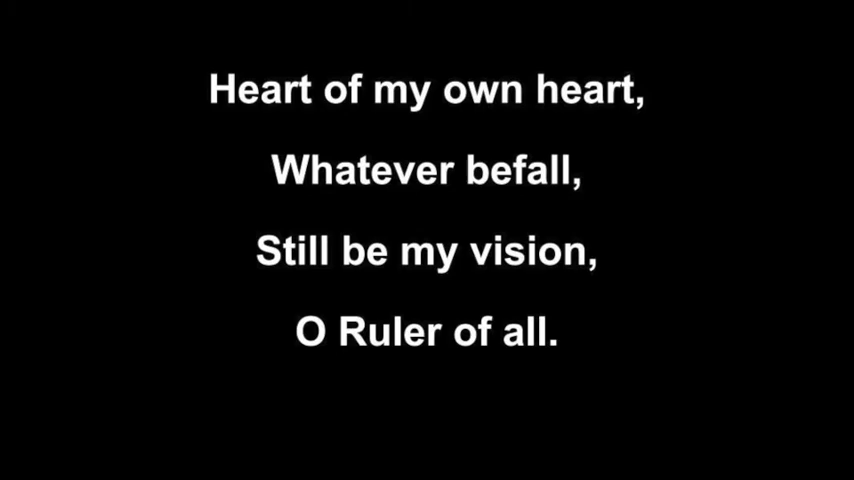 Heart of my own heart,
Whatever befall,
Still be my vision,
O Ruler of all.